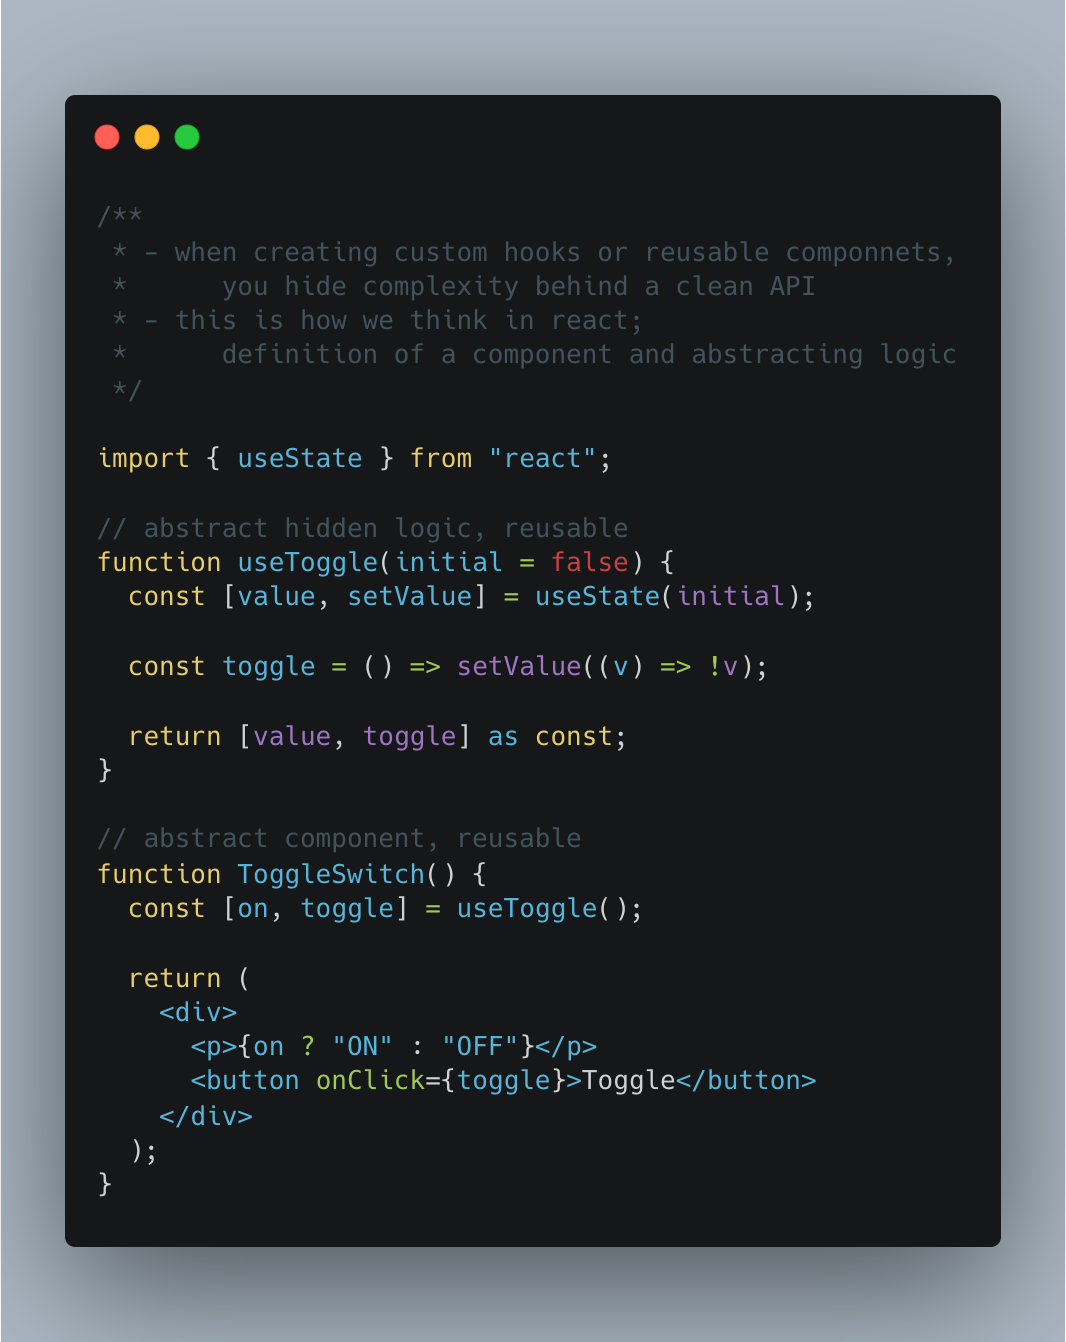 /**
 * - when creating custom hooks or reusable componnets,
 *      you hide complexity behind a clean API
 * - this is how we think in react;
 *      definition of a component and abstracting logic
 */
import { useState } from "react";
// abstract hidden logic, reusable
function useToggle(initial = false) {
  const [value, setValue] = useState(initial);
  const toggle = () => setValue((v) => !v);
  return [value, toggle] as const;
}
// abstract component, reusable
function ToggleSwitch() {
  const [on, toggle] = useToggle();
  return (
    <div>
      <p>{on ? "ON" : "OFF"}</p>
      <button onClick={toggle}>Toggle</button>
    </div>
  );
}